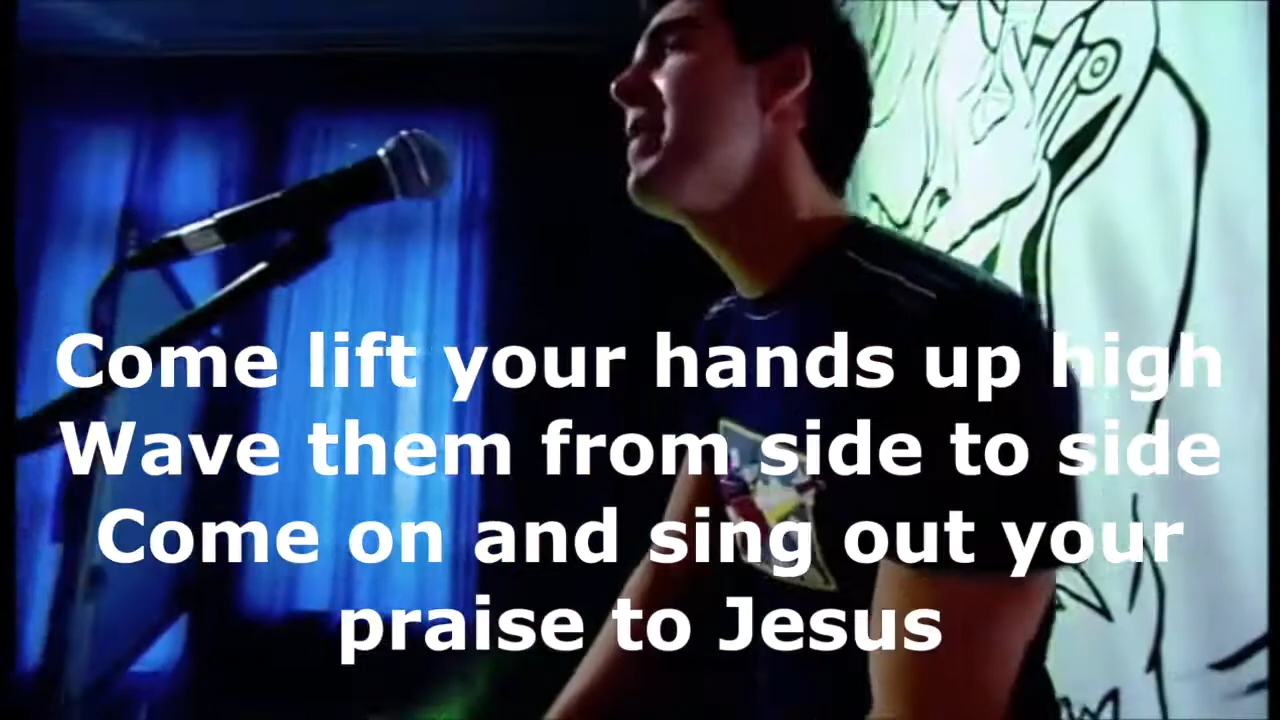 Come lift your hands up high
Wave them from side to side
Come on and sing out your
praise to Jesus